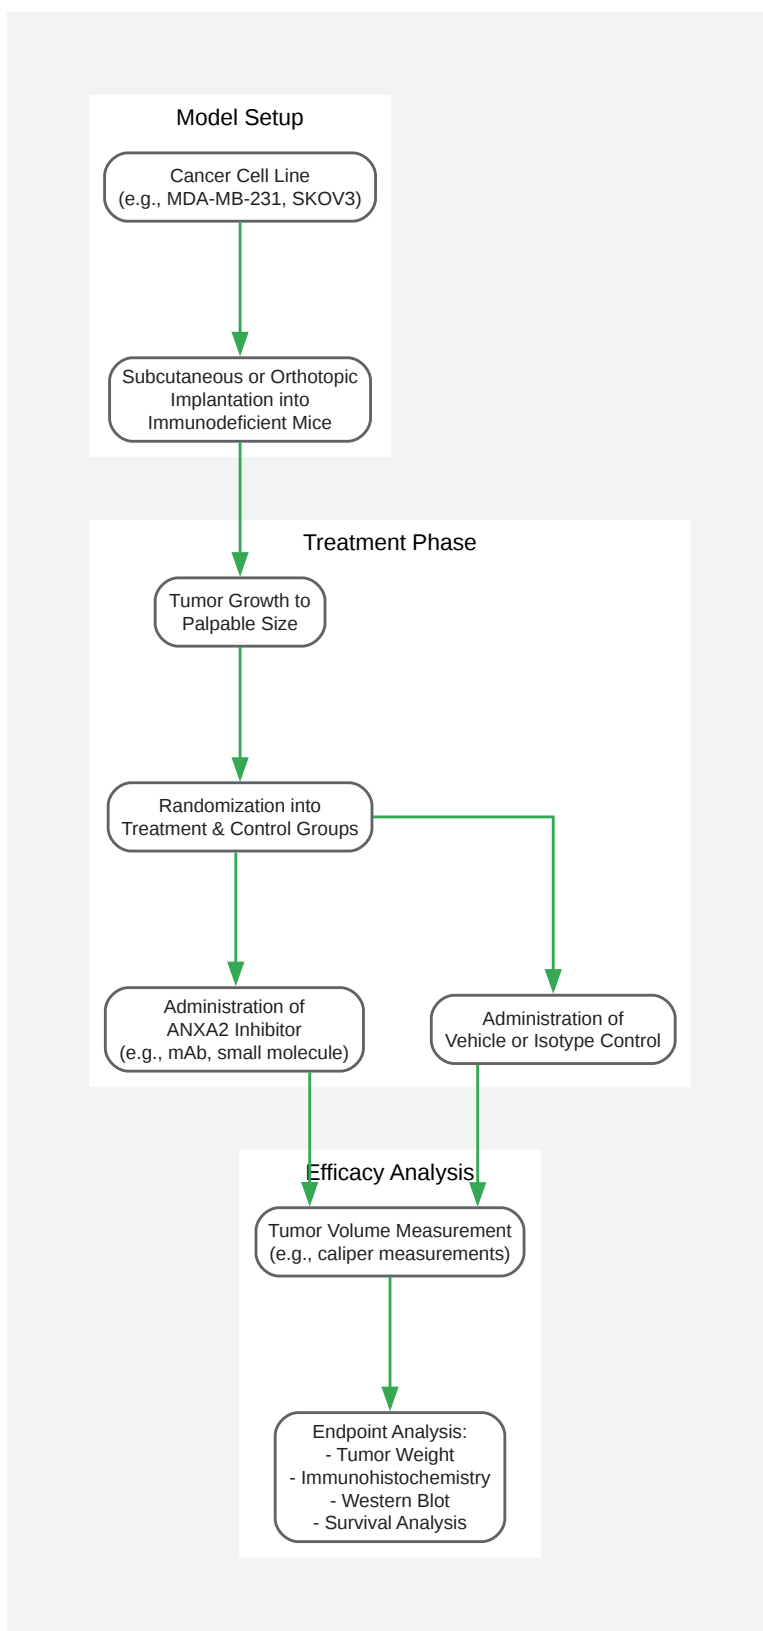 Model Setup
Cancer Cell Line
(e.g., MDA-MB-231, SKOV3)
Subcutaneous or Orthotopic
Implantation into
Immunodeficient Mice
Treatment Phase
Tumor Growth to
Palpable Size
Randomization into
Treatment & Control Groups
Administration of
ANXA2 Inhibitor
(e.g., mAb, small molecule)
Administration of
Vehicle or Isotype Control
Efficacy Analysis
Tumor Volume Measurement
(e.g., caliper measurements)
Endpoint Analysis:
- Tumor Weight
- Immunohistochemistry
- Western Blot
- Survival Analysis